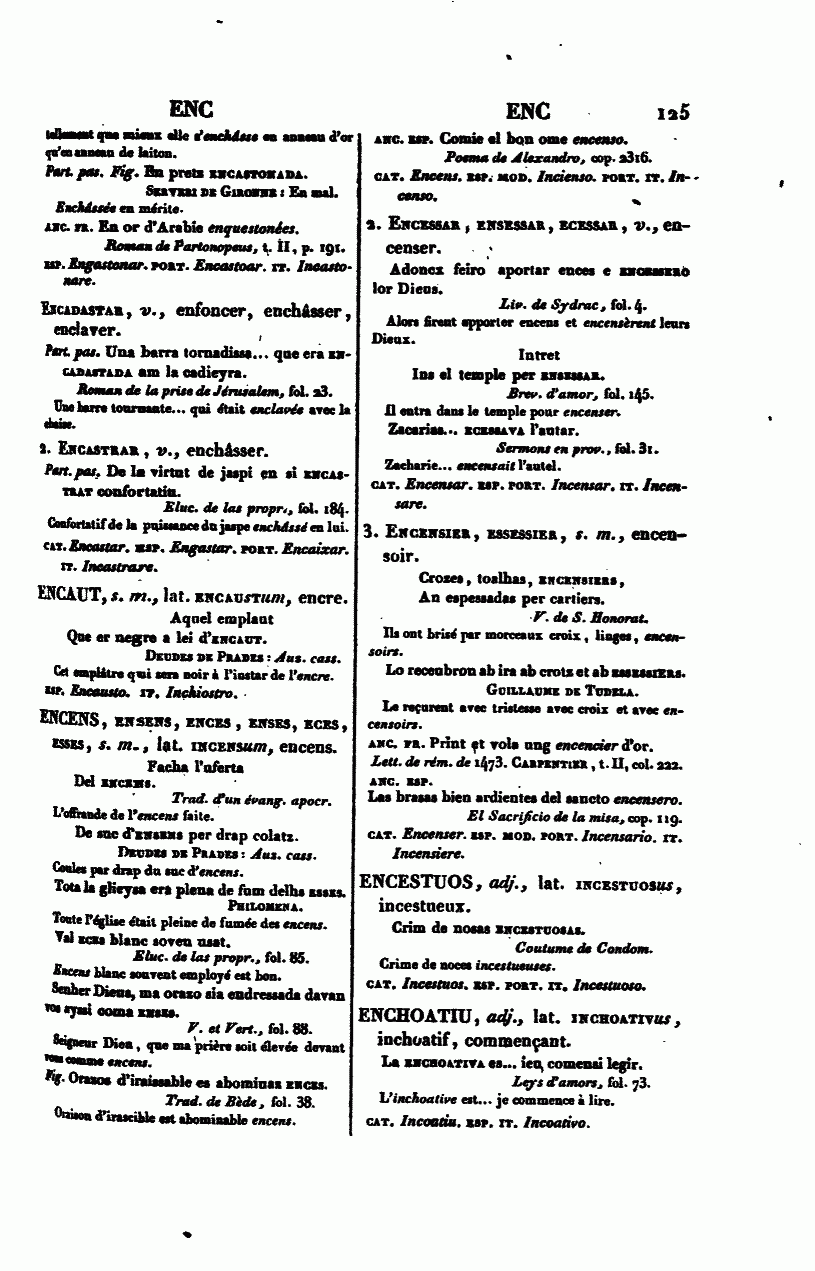 ENC
tellement que mieux elle s'enchâsse en anneau d'or
qu'en anneau de laiton.
Part. pas. Fig. En pretz ENCASTONADA.
SERVERI DE GIRONNE : En mal.
Enchâssée en mérite.
ANC. FR. En or d'Arabie enquestonées.
Roman de Partonopeus, t. II, p. 191.
ESP. Engastonar. PORT. Encastoar. IT. Incasto-
nare.
ENCADASTAR, v., enfoncer, enchâsser,
enclaver.
Part. pas. Una barra tornadissa... que era EN-
CADASTADA am la cadieyra.
Roman de la prise de Jérusalem, fol. 23.
Une barre tournante... qui était enclavée avec la
chaise.
2. ENCASTRAR, v., enchâsser.
Part. pas. De la virtut de jaspi en si ENCAS-
TRAT confortatiu.
Eluc. de las propr., fol. 184.
Confortatif de la puissance du jaspe enchâssé en lui.
CAT. Encastar. ESP. Engastar. PORT. Encaixar.
IT. Incastrare.
ENCAUT, s. m., lat. ENCAUSTum, encre.
Aquel emplaut
Que er negre a lei d'ENCAUT.
DEUDES DE PRADES : Aus. cass.
Cet emplâtre qui sera noir à l'instar de l'encre.
ESP. Encausto. IT. Inchiostro.
ENCENS, ENSENS, ENCES, ENSES, ECES,
ESSES, s. m., lat. INCENSum, encens.
Facha l'uferta
Del ENCENS.
Trad. d'un évang. apocr.
L'offrande de l'encens faite.
De suc d'ENSENS per drap colatz.
DEUDES DE PRADES : Aus. cass.
Coules par drap du suc d'encens.
Tota la glieysa era plena de fum delhs ESSES.
PHILOMENA.
Toute l'église était pleine de fumée des encens.
Val ECES blanc soven usat.
Eluc. de las propr., fol. 85.
Encens blanc souvent employé est bon.
Senher Dieus, ma orazo sia endressada davan
vos aysi coma ENSES.
V. et Vert., fol. 88.
Seigneur Dieu, que ma prière soit élevée devant
vous comme encens.
Fig. Orazos d'iraissable es abominas ENCES.
Trad. de Bède, fol. 38.
Oraison d'irascible est abominable encens.
ENC 125
ANC. ESP. Comie el bon ome encenso.
Poema de Alexandro, cop. 2316.
CAT. Encens. ESP. MOD. Incienso. PORT. IT. In-
censo.
2. ENCESSAR, ENSESSAR, ECESSAR, v., en-
censer.
Adoncx feiro aportar ences e ENCESSERO
lor Dieus.
Liv. de Sydrac, fol. 4.
Alors firent apporter encens et encensèrent leurs
Dieux.
Intret
Ins el temple per ENSESSAR.
Brev. d'amor, fol. 145.
Il entra dans le temple pour encenser.
Zacarias... ECESSAVA l'autar.
Sermons en prov., fol. 31.
Zacharie... encensait l'autel.
CAT. Encensar. ESP. PORT. Incensar. IT. Incen-
sare.
3. ENCENSIER, ESSESSIER, s. m., encen-
soir.
Crozes, toalhas, ENCENSIERS,
An espessadas per cartiers.
V. de S. Honorat.
Ils ont brisé par morceaux croix, linges, encen-
soirs.
Lo receubron ab ira ab crotz et ab ESSESSIERS.
GUILLAUME DE TUDELA.
Le reçurent avec tristesse avec croix et avec en-
censoirs.
ANC. FR. Print et vola ung encencier d'or.
Lett. de rém. de 1473. CARPENTIER, t. II, col. 222.
ANC. ESP.
Las brasas bien ardientes del sancto encensero.
El Sacrificio de la misa, cop. 119.
CAT. Encenser. ESP. MOD. PORT. Incensario. IT.
Incensiere.
ENCESTUOS, adj., lat. INCESTUOSus,
incestueux.
Crim de nosas ENCESTUOSAS.
Coutume de Condom.
Crime de noces incestueuses.
CAT. Incestuos. ESP. PORT. IT. Incestuoso.
ENCHOATIU, adj., lat. INCHOATIVus,
inchoatif, commençant.
La ENCHOATIVA es... ieu comensi legir.
Leys d'amors, fol. 73.
L'inchoative est... je commence à lire.
CAT. Incoatiu. ESP. IT. Incoativo.